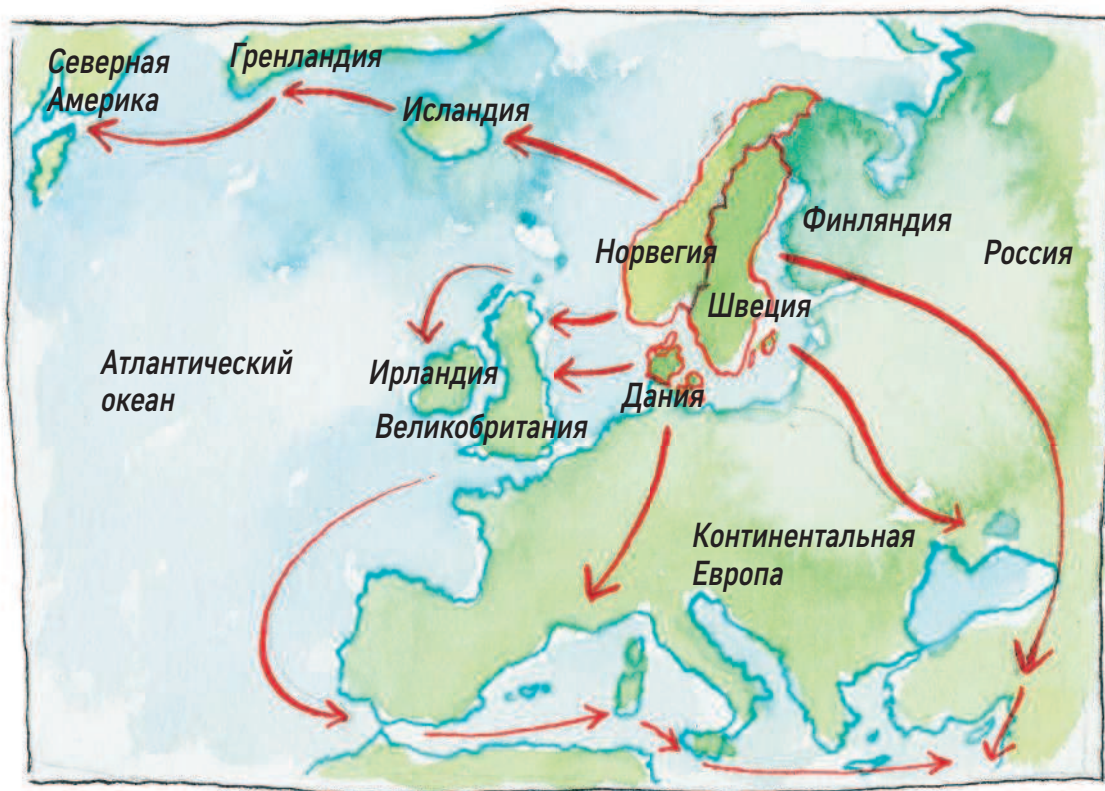 Северная
Америка
Гренландия
Исландия
Финляндия
Норвегия
Россия
Швеция
Атлантический
океан
Ирландия
Дания
Великобритания
Континентальная
Европа